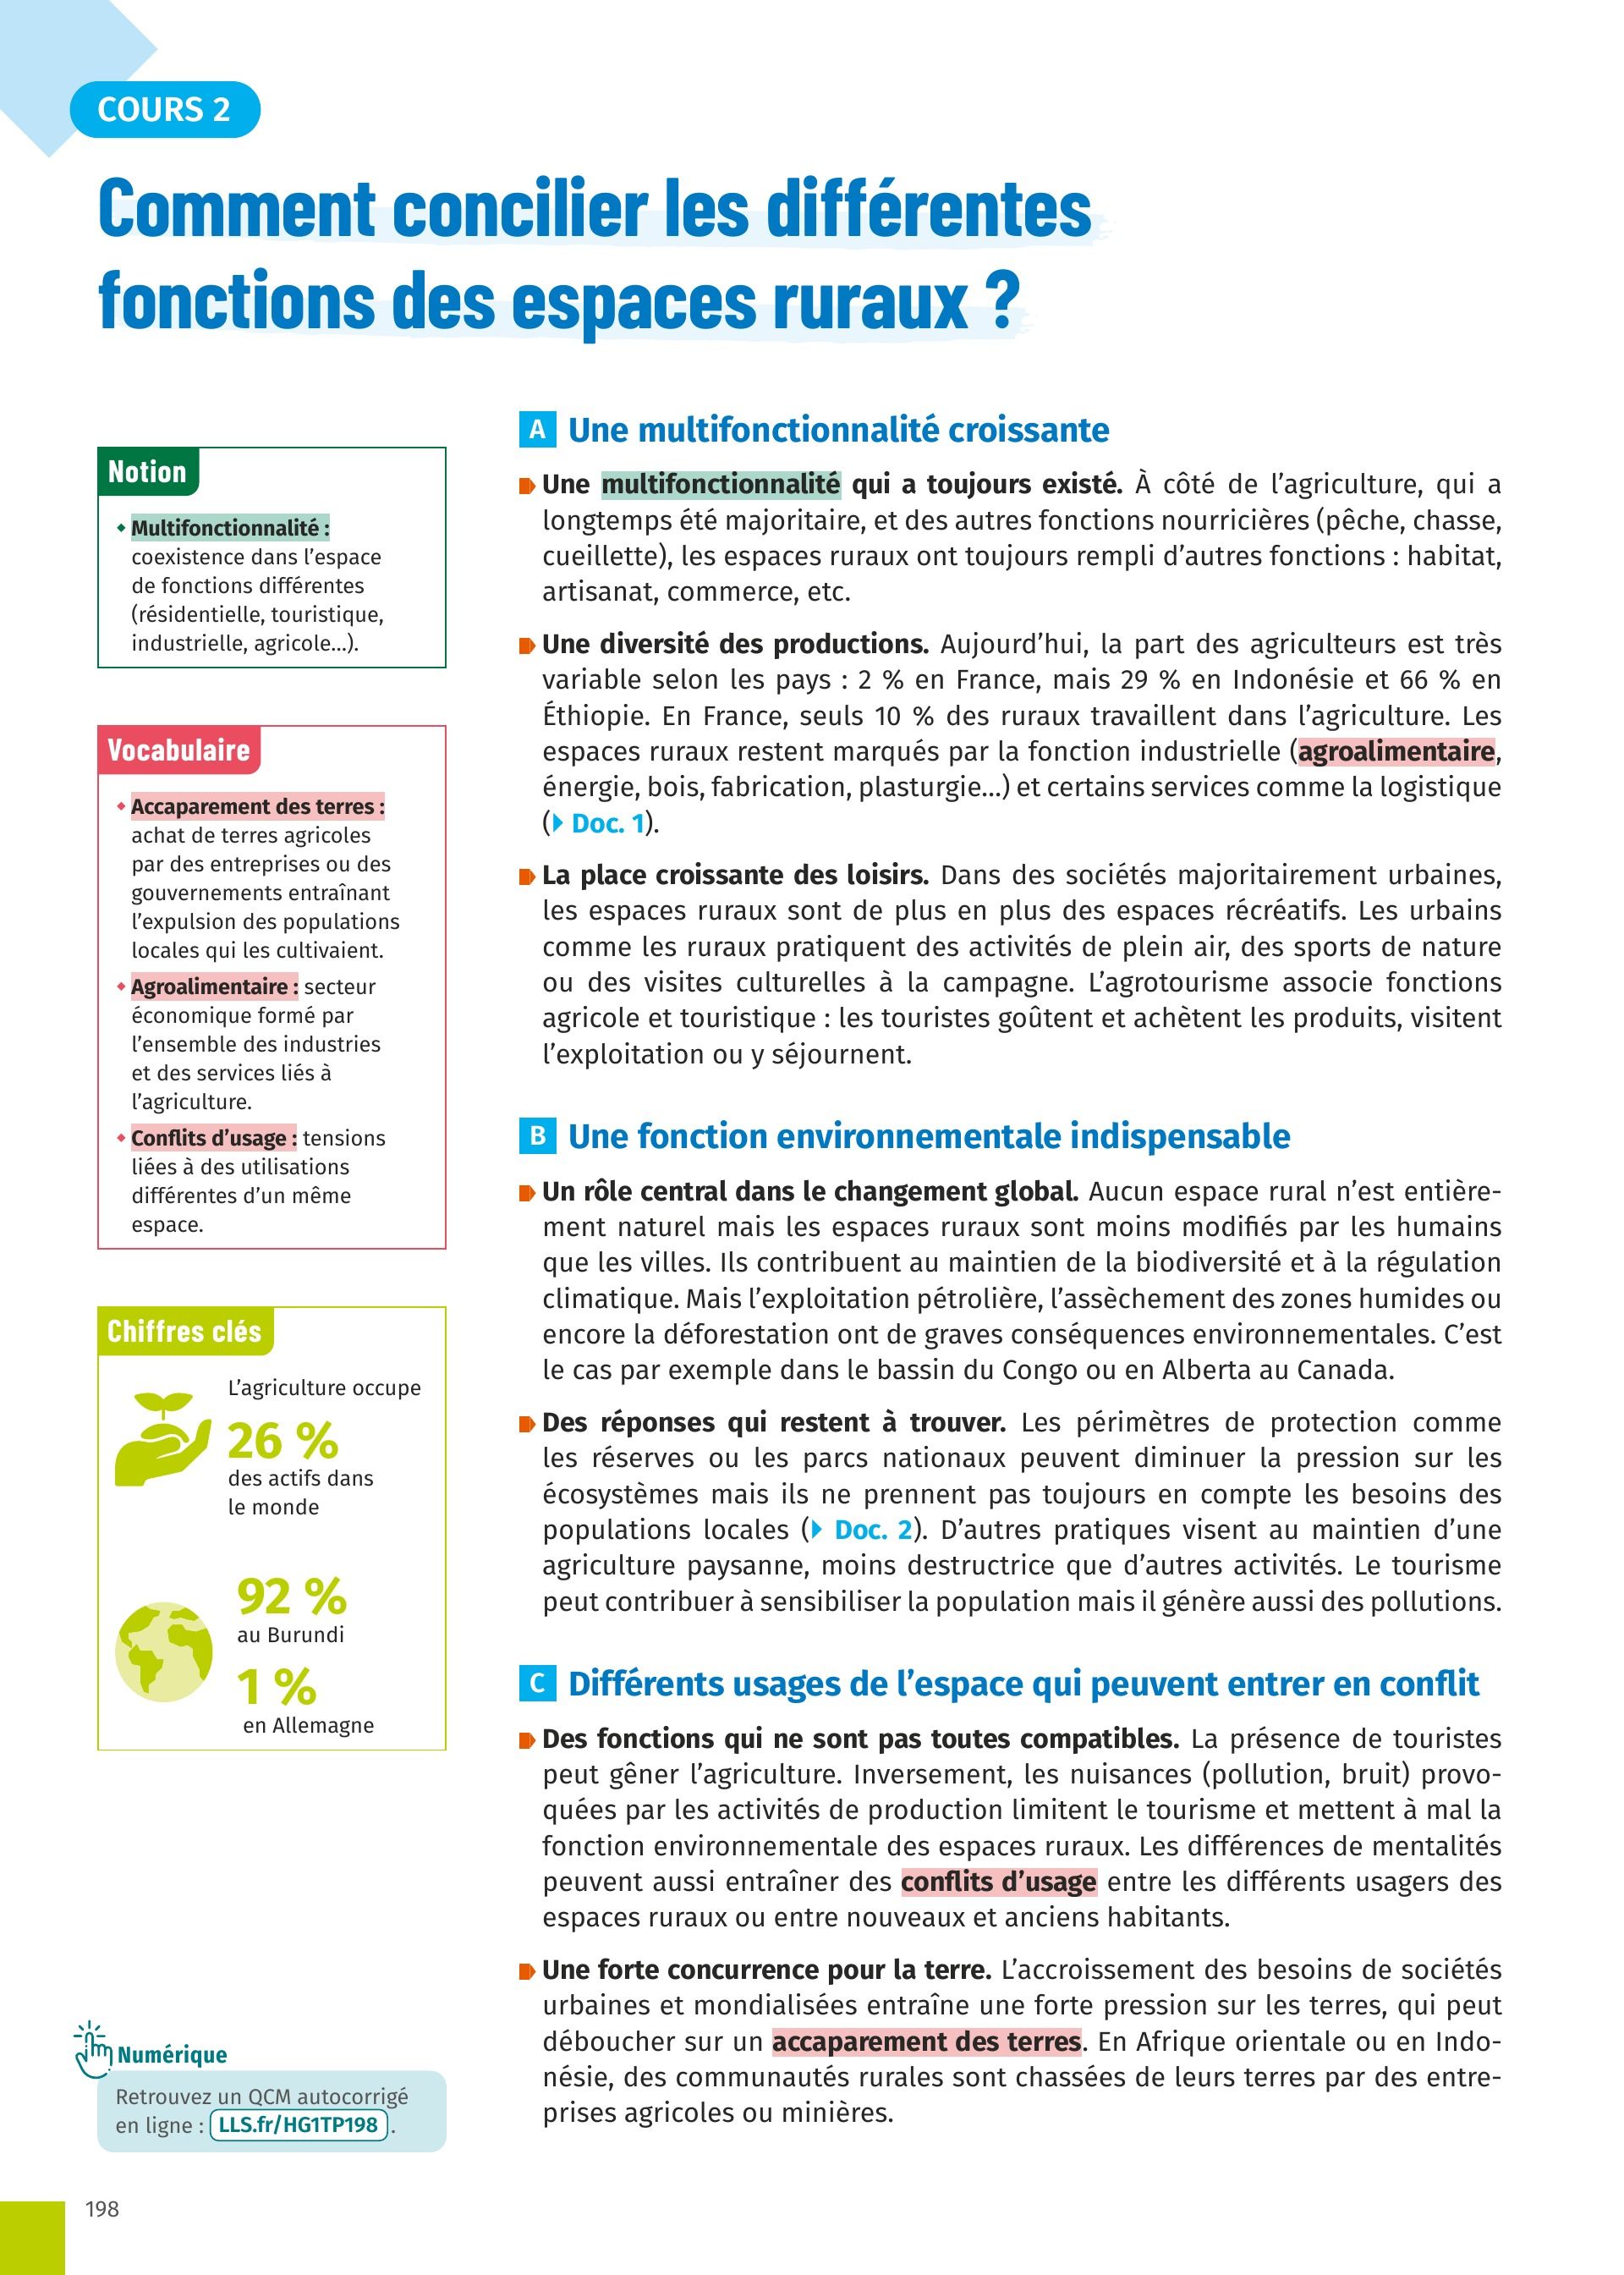 COURS 2
Comment concilier les différentes
fonctions des espaces ruraux ?
Notion
Multifonctionnalité :
coexistence dans l’espace
de fonctions différentes
(résidentielle, touristique,
industrielle, agricole…).
Vocabulaire
Accaparement des terres :
achat de terres agricoles
par des entreprises ou des
gouvernements entraînant
l’expulsion des populations
locales qui les cultivaient.
Agroalimentaire : secteur
économique formé par
l’ensemble des industries
et des services liés à
l’agriculture.
Conflits d’usage : tensions
liées à des utilisations
différentes d’un même
espace.
Chiffres clés
L’agriculture occupe
26 %
des actifs dans
le monde
92 %
au Burundi
1 %
en Allemagne
Numérique
Retrouvez un QCM autocorrigé
en ligne : LLS.fr/HG1TP198 .
A Une multifonctionnalité croissante
Une multifonctionnalité qui a toujours existé. À côté de l’agriculture, qui a
longtemps été majoritaire, et des autres fonctions nourricières (pêche, chasse,
cueillette), les espaces ruraux ont toujours rempli d’autres fonctions : habitat,
artisanat, commerce, etc.
Une diversité des productions. Aujourd’hui, la part des agriculteurs est très
variable selon les pays : 2 % en France, mais 29 % en Indonésie et 66 % en
Éthiopie. En France, seuls 10 % des ruraux travaillent dans l’agriculture. Les
espaces ruraux restent marqués par la fonction industrielle (agroalimentaire,
énergie, bois, fabrication, plasturgie…) et certains services comme la logistique
(Doc. 1).
La place croissante des loisirs. Dans des sociétés majoritairement urbaines,
les espaces ruraux sont de plus en plus des espaces récréatifs. Les urbains
comme les ruraux pratiquent des activités de plein air, des sports de nature
ou des visites culturelles à la campagne. L’agrotourisme associe fonctions
agricole et touristique : les touristes goûtent et achètent les produits, visitent
l’exploitation ou y séjournent.
B Une fonction environnementale indispensable
Un rôle central dans le changement global. Aucun espace rural n’est entière-
ment naturel mais les espaces ruraux sont moins modifiés par les humains
que les villes. Ils contribuent au maintien de la biodiversité et à la régulation
climatique. Mais l’exploitation pétrolière, l’assèchement des zones humides ou
encore la déforestation ont de graves conséquences environnementales. C’est
le cas par exemple dans le bassin du Congo ou en Alberta au Canada.
Des réponses qui restent à trouver. Les périmètres de protection comme
les réserves ou les parcs nationaux peuvent diminuer la pression sur les
écosystèmes mais ils ne prennent pas toujours en compte les besoins des
populations locales (Doc. 2). D’autres pratiques visent au maintien d’une
agriculture paysanne, moins destructrice que d’autres activités. Le tourisme
peut contribuer à sensibiliser la population mais il génère aussi des pollutions.
C Différents usages de l’espace qui peuvent entrer en conflit
Des fonctions qui ne sont pas toutes compatibles. La présence de touristes
peut gêner l’agriculture. Inversement, les nuisances (pollution, bruit) provo-
quées par les activités de production limitent le tourisme et mettent à mal la
fonction environnementale des espaces ruraux. Les différences de mentalités
peuvent aussi entraîner des conflits d’usage entre les différents usagers des
espaces ruraux ou entre nouveaux et anciens habitants.
Une forte concurrence pour la terre. L’accroissement des besoins de sociétés
urbaines et mondialisées entraîne une forte pression sur les terres, qui peut
déboucher sur un accaparement des terres. En Afrique orientale ou en Indo-
nésie, des communautés rurales sont chassées de leurs terres par des entre-
prises agricoles ou minières.
198